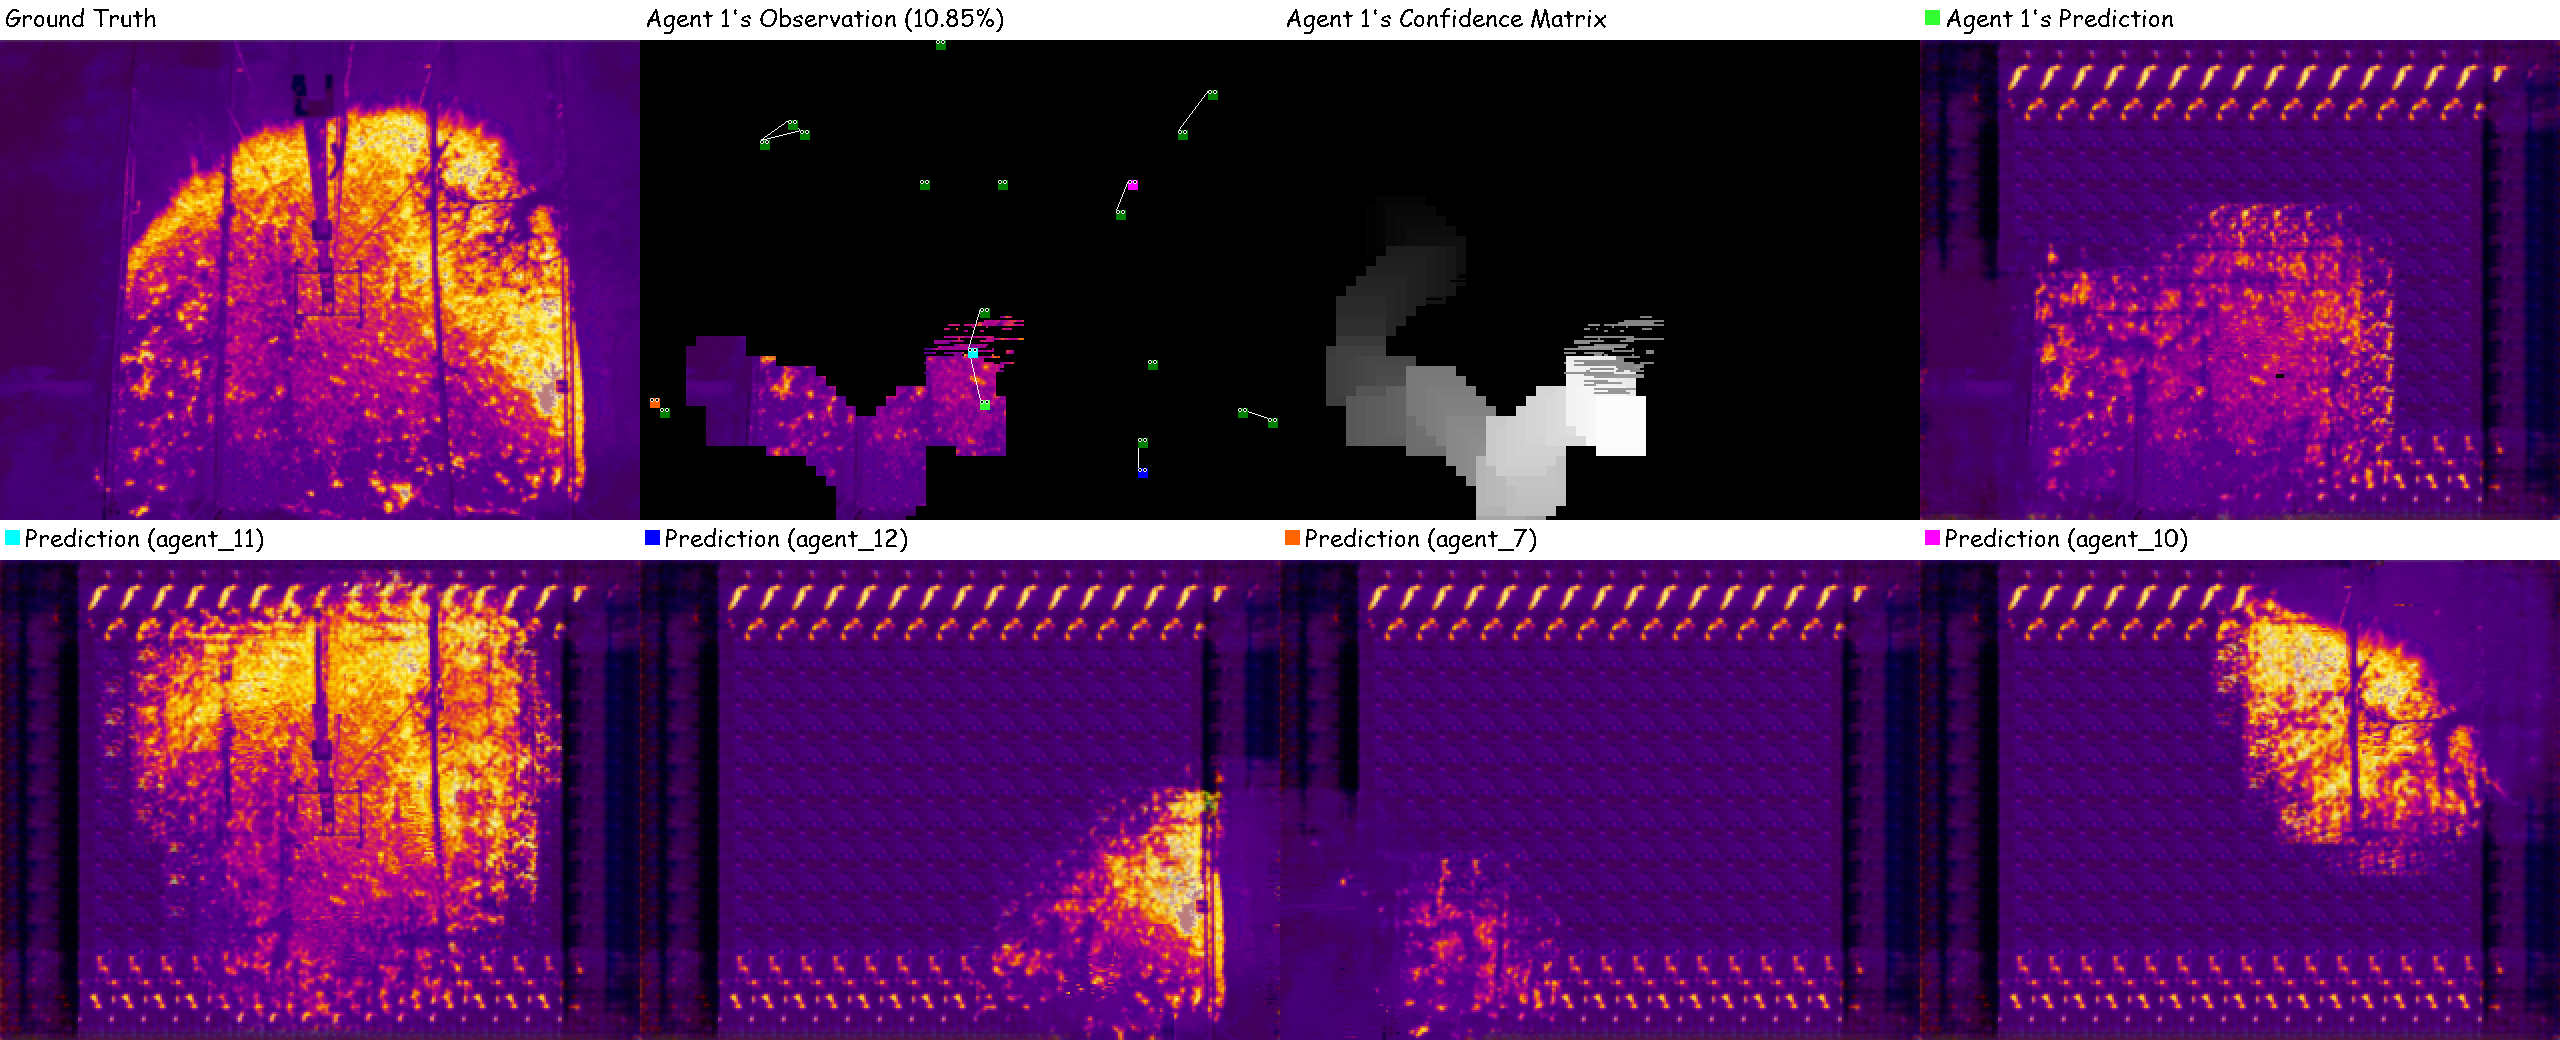 Ground Truth
Agent 1's Observation (10.85%)
Agent 1's Confidence Matrix
Agent 1's Prediction
Prediction (agent_11)
Prediction (agent_12)
Prediction (agent_7)
Prediction (agent_10)